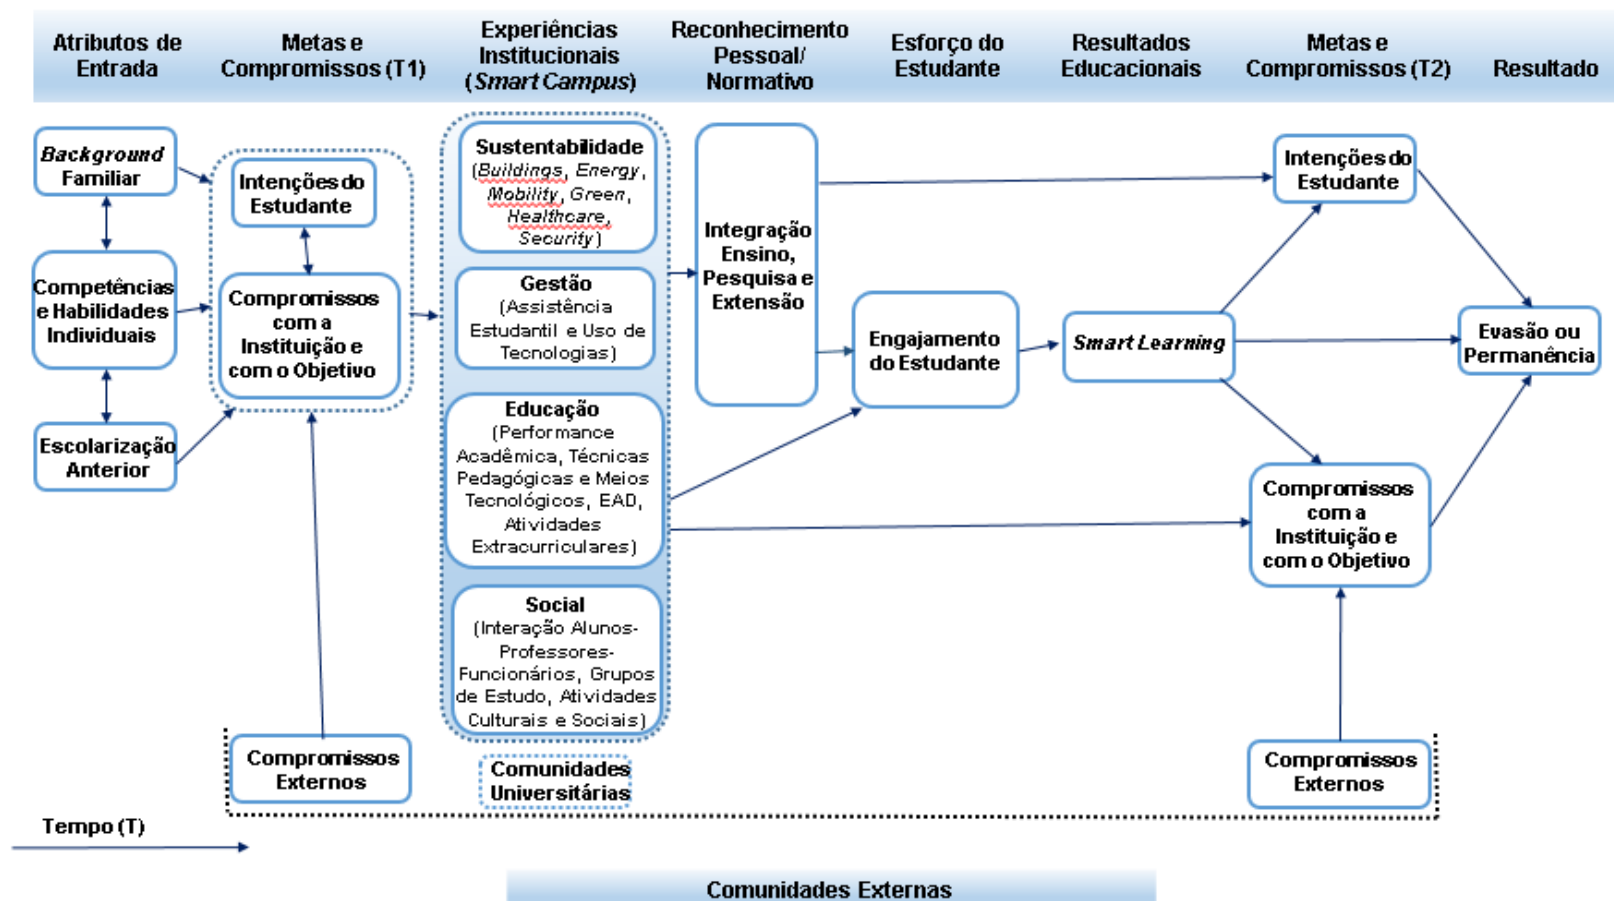 Atributos de
Entrada
Metas e
Compromissos (T1)
Experiências
Institucionais
(Smart Campus)
Reconhecimento
Pessoal/
Normativo
Esforço do
Estudante
Resultados
Educacionais
Metas e
Compromissos (T2)
Resultado
Background
Familiar
Competências
e Habilidades
Individuais
Escolarização
Anterior
Intenções do
Estudante
Compromissos
com a
Instituição e
com o Objetivo
Compromissos
Externos
Sustentabilidade
(Buildings, Energy,
Mobility, Green,
Healthcare,
Security)
Gestão
(Assistência
Estudantil e Uso de
Tecnologias)
Educação
(Performance
Acadêmica, Técnicas
Pedagógicas e Meios
Tecnológicos, EAD,
Atividades
Extracurriculares)
Social
(Interação Alunos-
Professores-
Funcionários, Grupos
de Estudo, Atividades
Culturais e Sociais)
Comunidades
Universitárias
Integração
Ensino,
Pesquisa e
Extensão
Engajamento
do Estudante
Smart Learning
Intenções do
Estudante
Compromissos
com a
Instituição e
com o Objetivo
Compromissos
Externos
Evasão ou
Permanência
Tempo (T)
Comunidades Externas